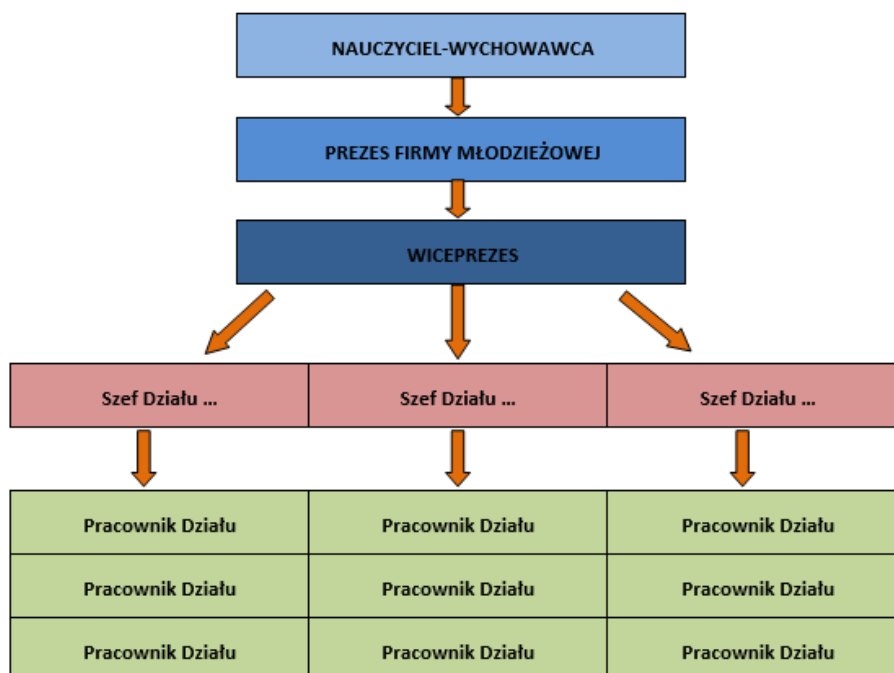 NAUCZYCIEL-WYCHOWAWCA
PREZES FIRMY MŁODZIEŻOWEJ
WICEPREZES
Szef Działu ... Szef Działu ... Szef Działu ...
Pracownik Działu Pracownik Działu Pracownik Działu
Pracownik Działu Pracownik Działu Pracownik Działu
Pracownik Działu Pracownik Działu Pracownik Działu